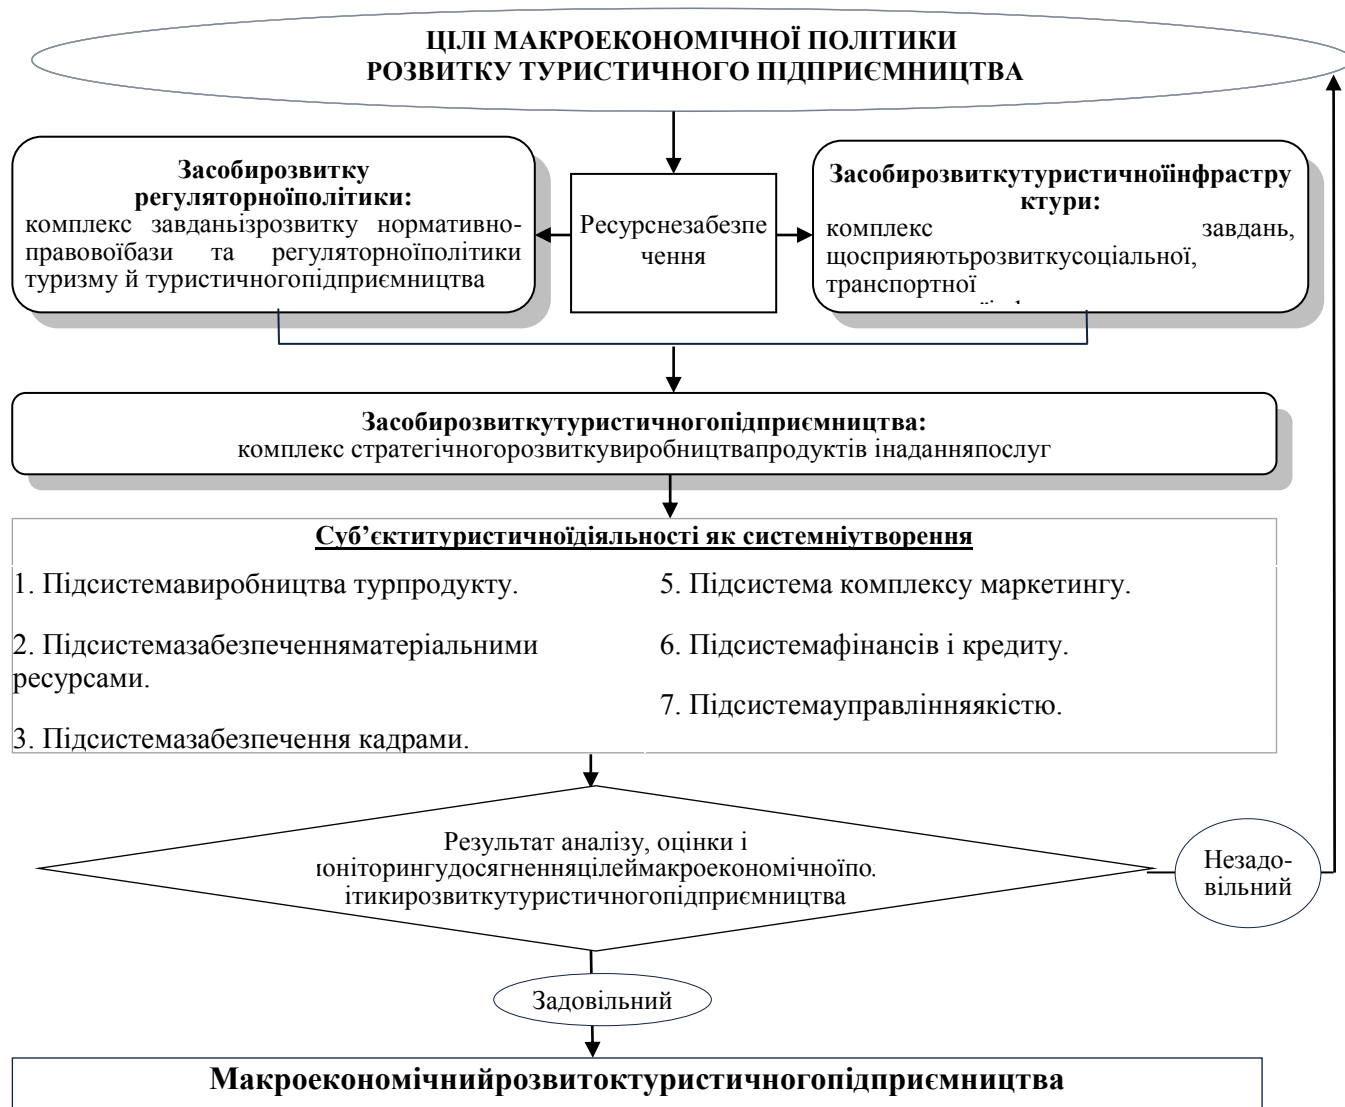 ЦІЛІ МАКРОЕКОНОМІЧНОЇ ПОЛІТИКИ
РОЗВИТКУ ТУРИСТИЧНОГО ПІДПРИЄМНИЦТВА
Засобирозвитку
регуляторноїполітики:
комплекс завданьізрозвитку нормативно-
правовоїбази та регуляторноїполітики
туризму й туристичногопідприємництва
Ресурснезабезпе
чення
Засобирозвиткутуристичноїінфрастру
ктури:
комплекс завдань,
щосприяютьрозвиткусоціальної,
транспортної
Засобирозвиткутуристичногопідприємництва:
комплекс стратегічногорозвиткувиробництвапродуктів інаданняпослуг
Суб’єктитуристичноїдіяльності як системніутворення
1. Підсистемавиробництва турпродукту.
2. Підсистемазабезпеченняматеріальними
ресурсами.
3. Підсистемазабезпечення кадрами.
5. Підсистема комплексу маркетингу.
6. Підсистемафінансів і кредиту.
7. Підсистемауправлінняякістю.
Результат аналізу, оцінки і
оніторингудосягненняцілеймакроекономічноїпол
ітикирозвиткутуристичногопідприємництва
Незадо-
вільний
Задовільний
Макроекономічнийрозвитоктуристичногопідприємництва